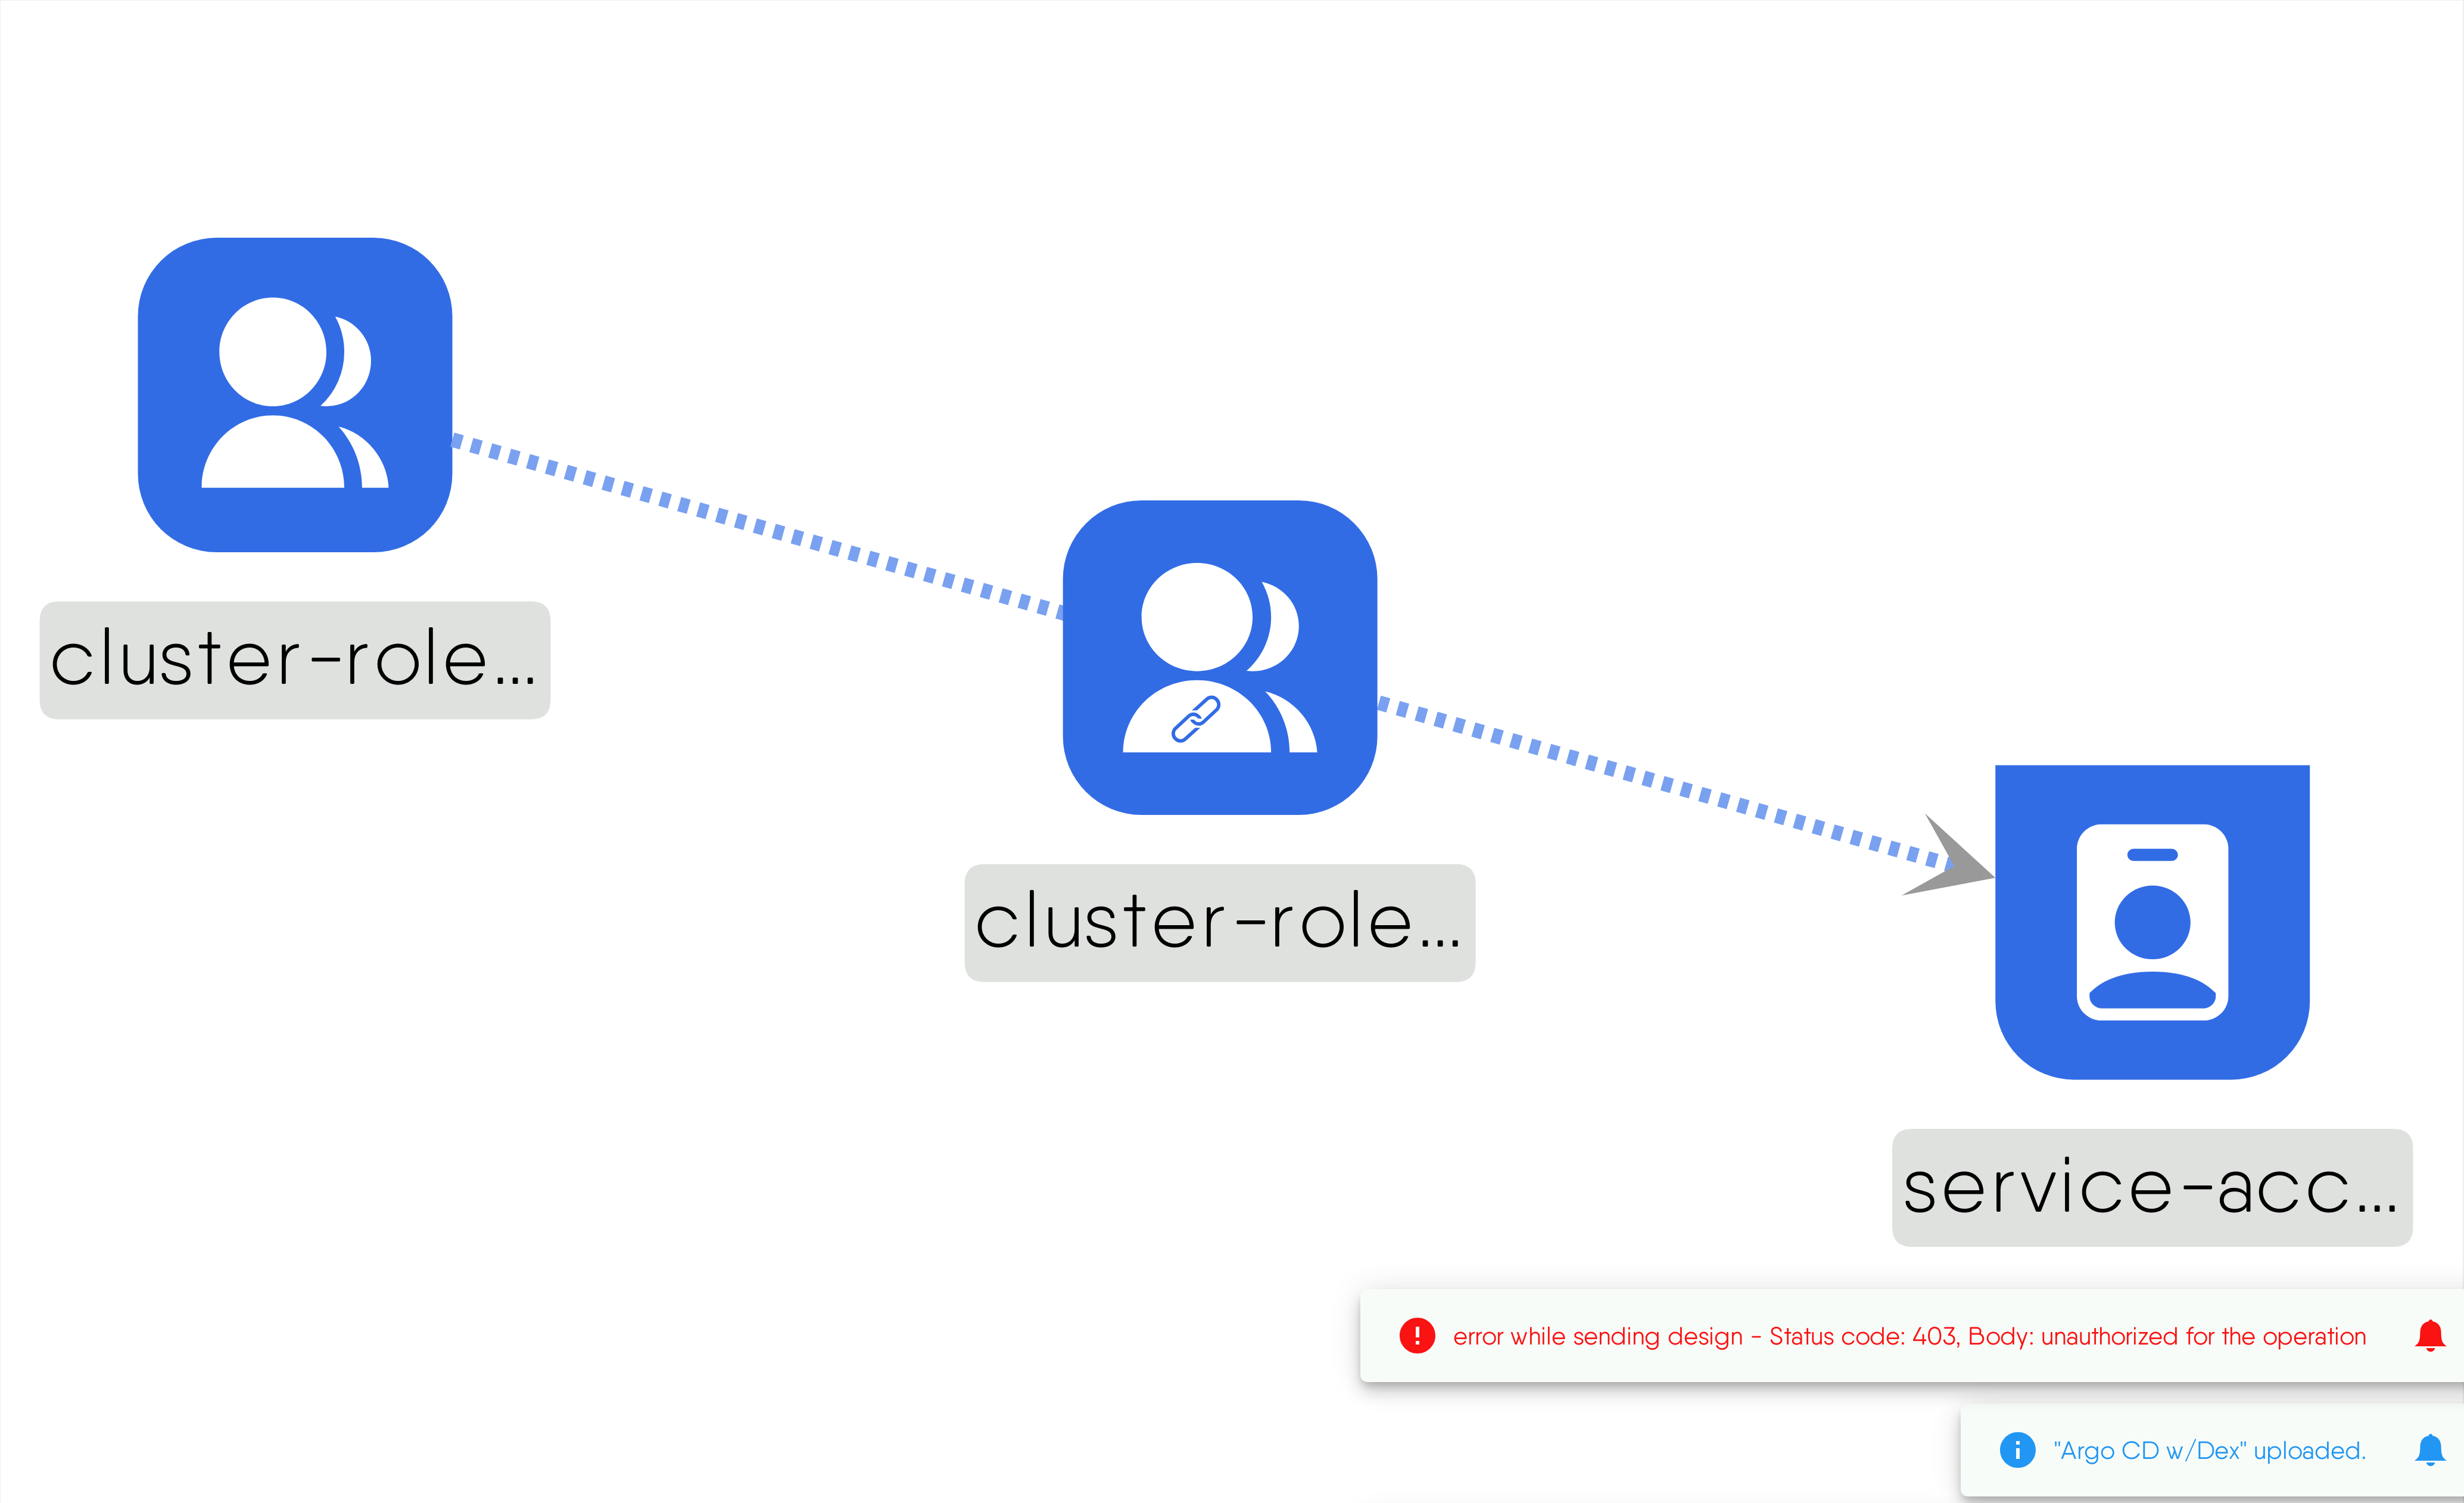 cluster-role...
cluster-role...
service-acc...
error while sending design - Status code: 403, Body: unauthorized for the operation
"Argo CD w/Dex" uploaded.